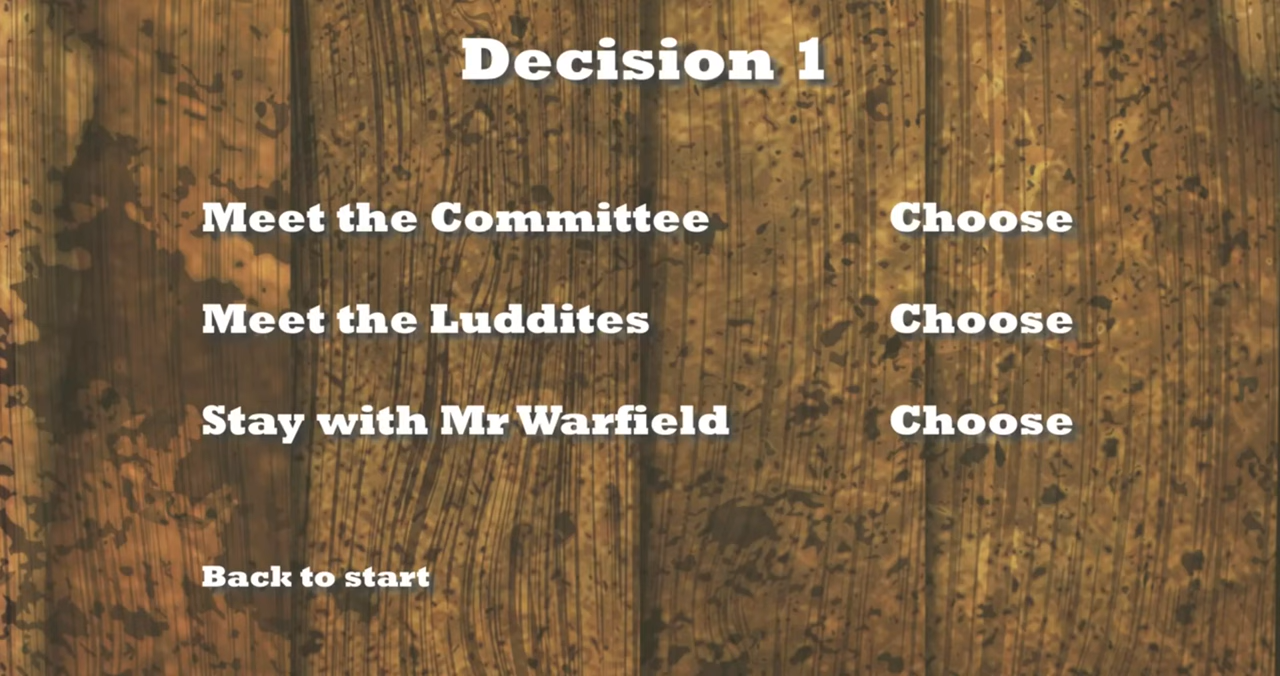 Decision 1
Meet the Committee Choose
Meet the Luddites Choose
Stay with Mr Warfield Choose
Back to start